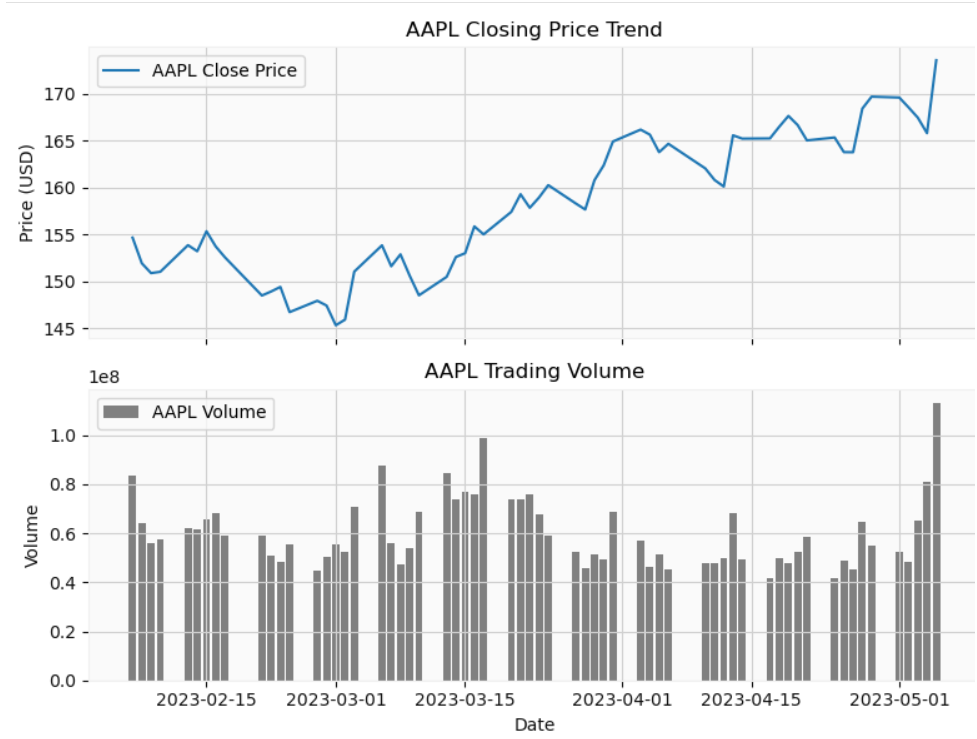 AAPL Closing Price Trend
AAPL Close Price
170
165
160
155
150
145
Price (USD)
AAPL Trading Volume
1e8
AAPL Volume
1.0
0.8
0.6
0.4
0.2
0.0
Volume
2023-02-15 2023-03-01 2023-03-15 2023-04-01 2023-04-15 2023-05-01
Date